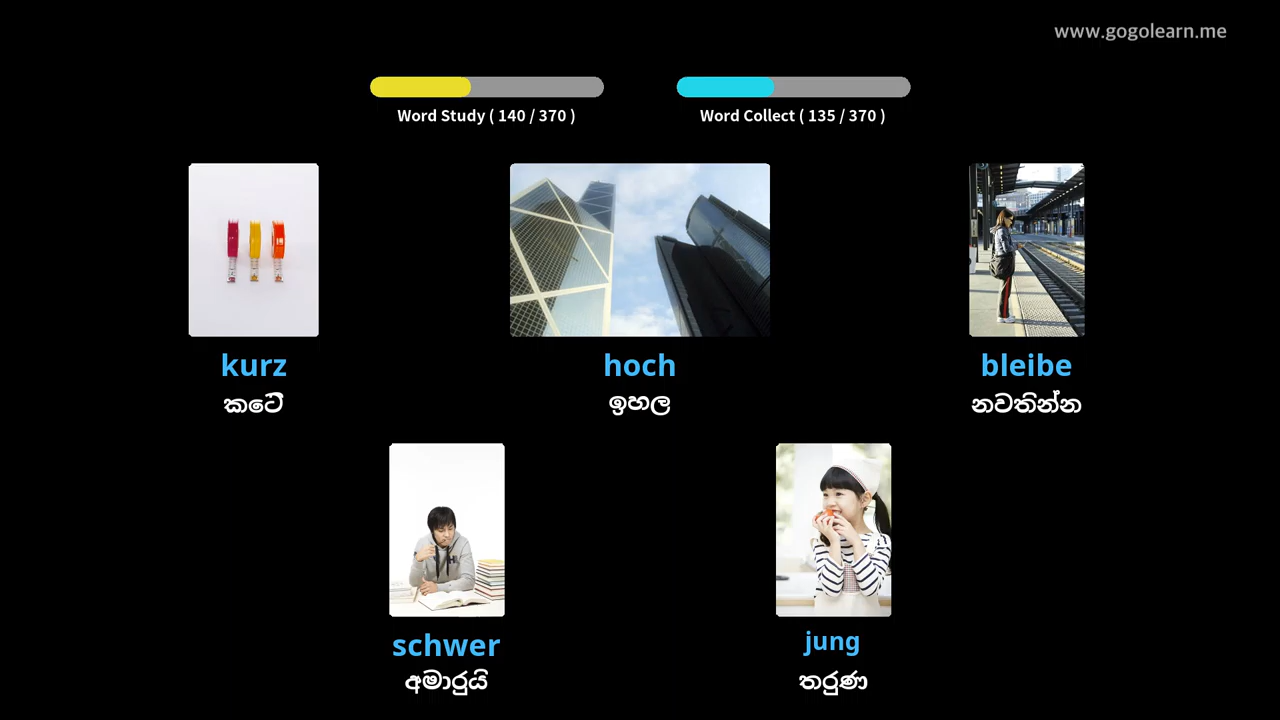 www.gogolearn.me
Word Study ( 140 / 370 )
Word Collect ( 135 / 370 )
kurz
කටේ
hoch
ඉහල
bleibe
නවතින්න
schwer
අමාරුයි
jung
තරුණ